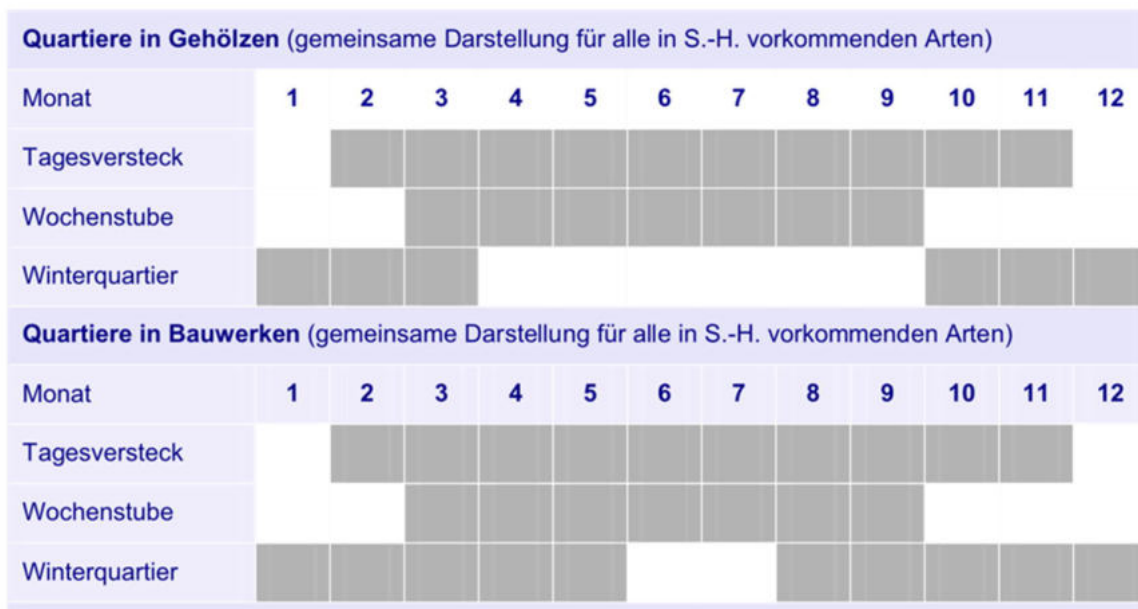 Quartiere in Gehölzen (gemeinsame Darstellung für alle in S.-H. vorkommenden Arten)
Monat 1 2 3 4 5 6 7 8 9 10 11 12
Tagesversteck
Wochenstube
Winterquartier
Quartiere in Bauwerken (gemeinsame Darstellung für alle in S.-H. vorkommenden Arten)
Monat 1 2 3 4 5 6 7 8 9 10 11 12
Tagesversteck
Wochenstube
Winterquartier